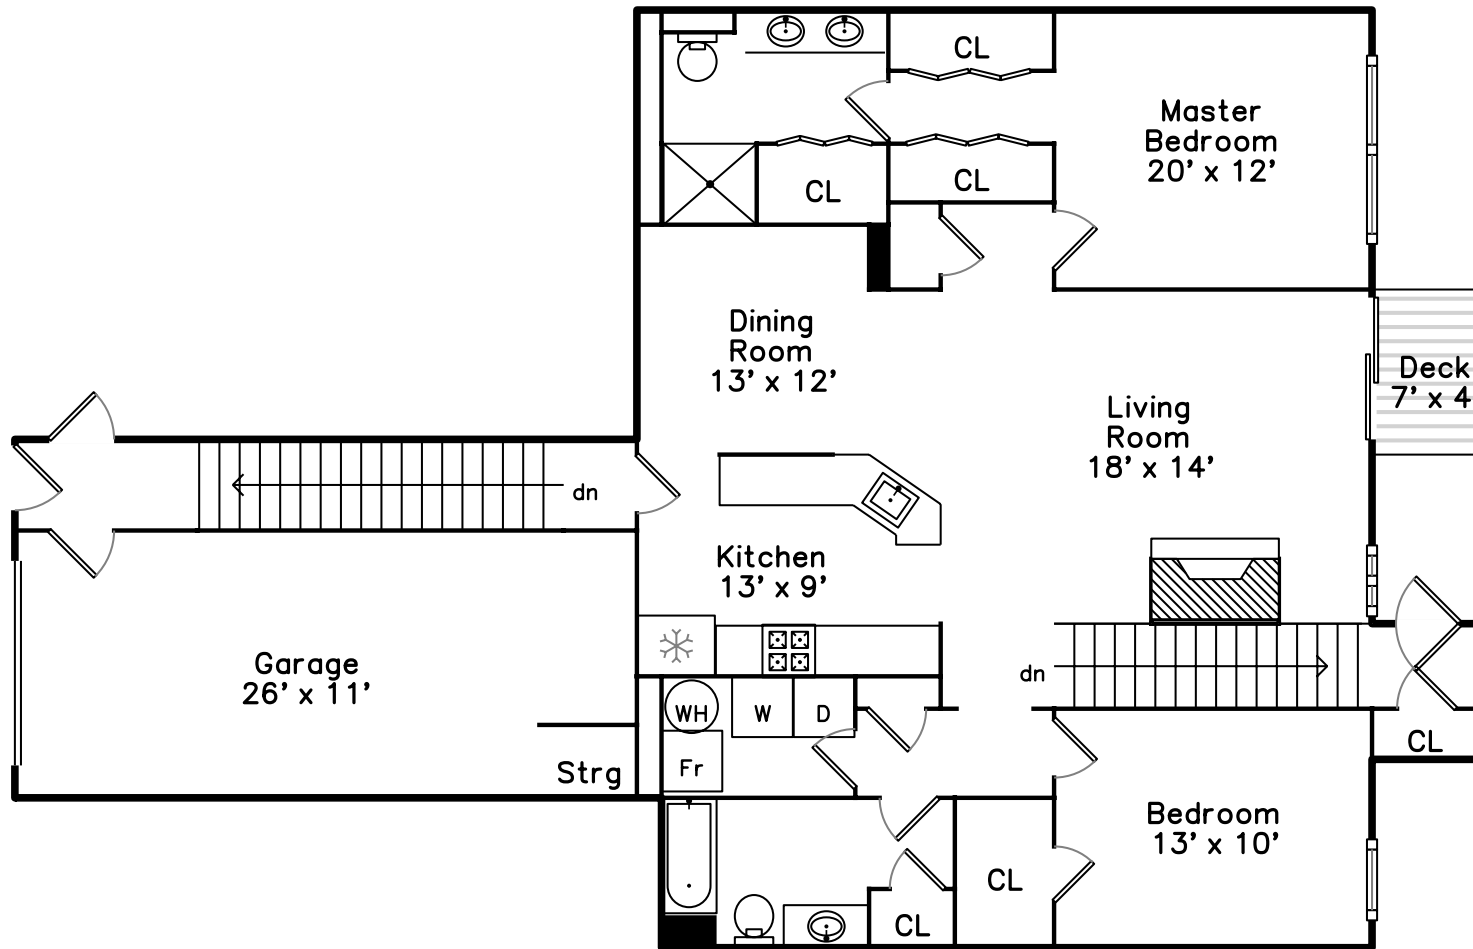 CL
Master
Bedroom
20' x 12'
CL
CL
Dining
Room
13' x 12'
Deck
7' x 4
Living
Room
18' x 14'
dn
Kitchen
13' x 9'
Garage
26' x 11'
dn
WH
W
D
Fr
Strg
CL
Bedroom
13' x 10'
CL
CL